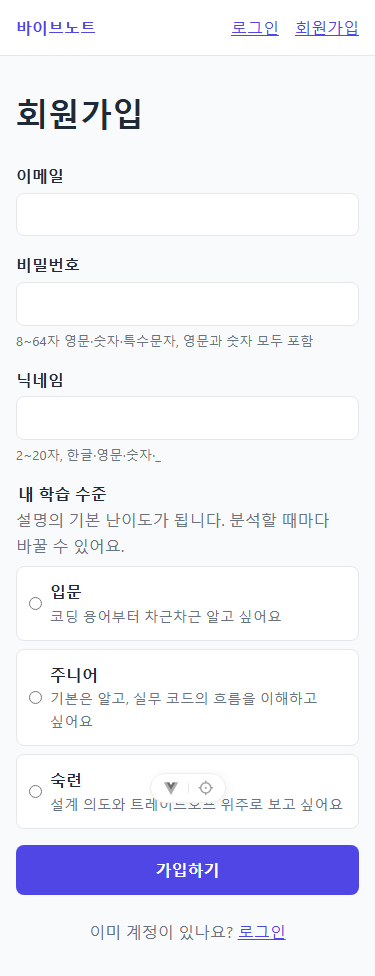 바이브노트
로그인 회원가입
회원가입
이메일
비밀번호
8~64자 영문·숫자·특수문자, 영문과 숫자 모두 포함
닉네임
2~20자, 한글·영문·숫자·_
내 학습 수준
설명의 기본 난이도가 됩니다. 분석할 때마다
바꿀 수 있어요.
입문
코딩 용어부터 차근차근 알고 싶어요
주니어
기본은 알고, 실무 코드의 흐름을 이해하고
싶어요
숙련
설계 의도와 트레이드오프 위주로 보고 싶어요
가입하기
이미 계정이 있나요? 로그인